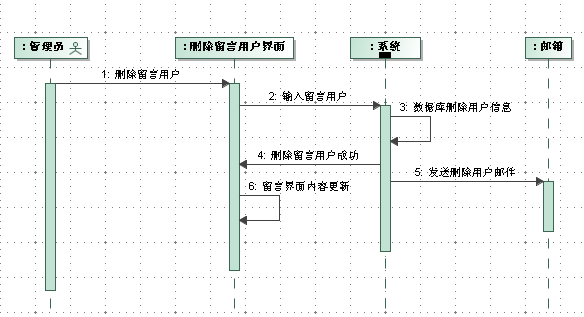 : 管理员
: 删除留言用户界面
: 系统
: 邮箱
1: 删除留言用户
2: 输入留言用户
3: 数据库删除用户信息
4: 删除留言用户成功
5: 发送删除用户邮件
6: 留言界面内容更新